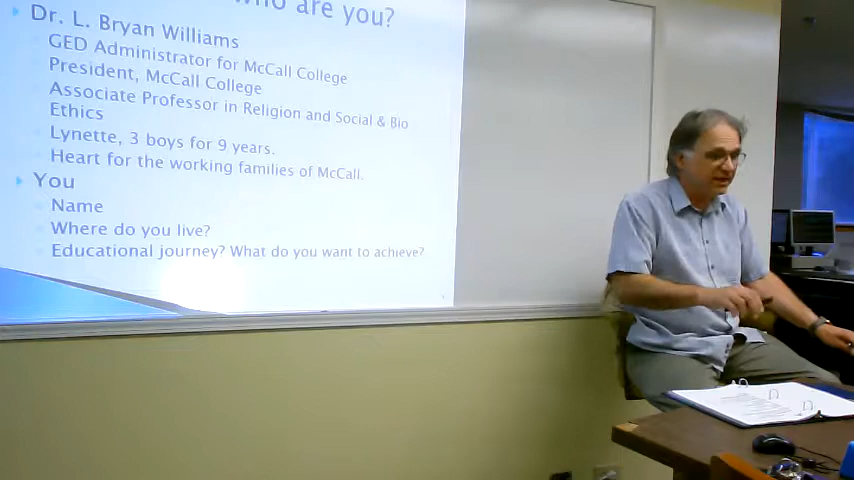 who are you?
Dr. L. Bryan Williams
GED Administrator for McCall College
President, McCall College
Associate Professor in Religion and Social & Bio
Ethics
Lynette, 3 boys for 9 years.
Heart for the working families of McCall.
You
Name
Where do you live?
Educational journey? What do you want to achieve?